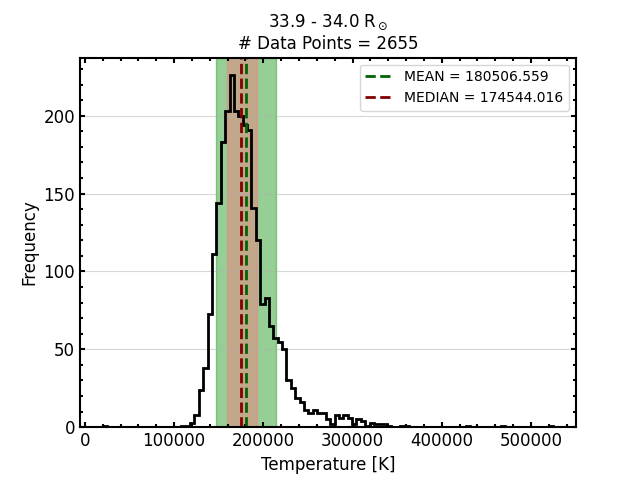 33.9 - 34.0 R⊙
# Data Points = 2655
MEAN = 180506.559
MEDIAN = 174544.016
Frequency
200
150
100
50
0
0 100000 200000 300000 400000 500000
Temperature [K]